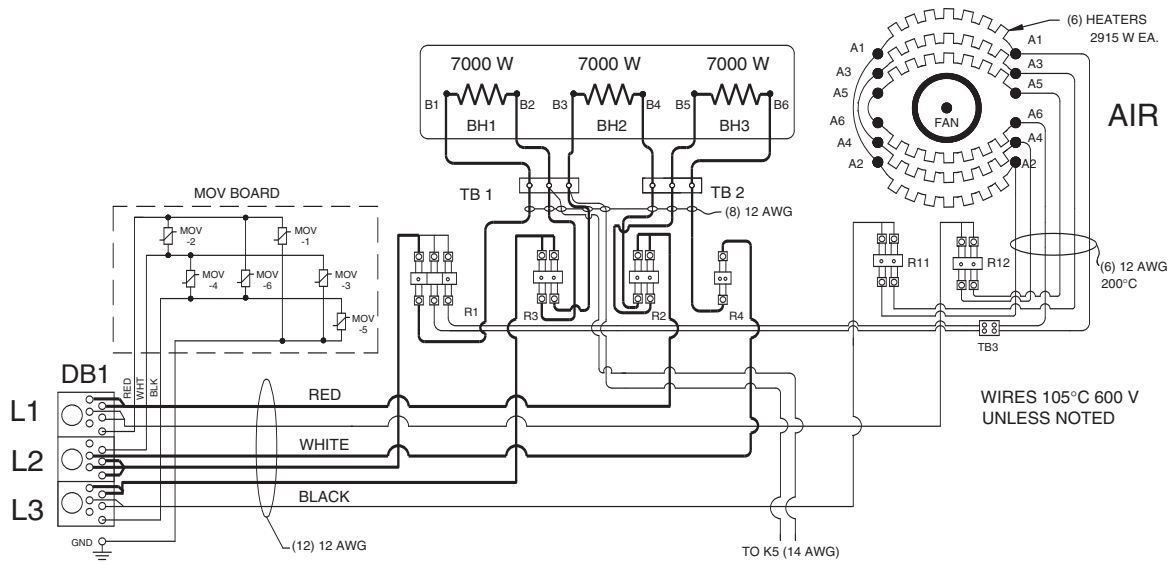 (6) HEATERS
2915 W EA.
A1
A1
A3
A3
A5
A5
FAN
A6
A6
A4
A4
A2
A2
AIR
7000 W
7000 W
7000 W
B1
B2
B3
B4
B5
B6
BH1
BH2
BH3
TB 1
TB 2
(8) 12 AWG
MOV BOARD
MOV
-2
MOV
-1
MOV
-4
MOV
-6
MOV
-3
MOV
-5
R1
R3
R2
R4
R11
R12
(6) 12 AWG
200°C
TB3
DB1
RED
WHT
BLK
L1
RED
WIRES 105°C 600 V
UNLESS NOTED
L2
WHITE
L3
BLACK
GND
(12) 12 AWG
TO K5 (14 AWG)